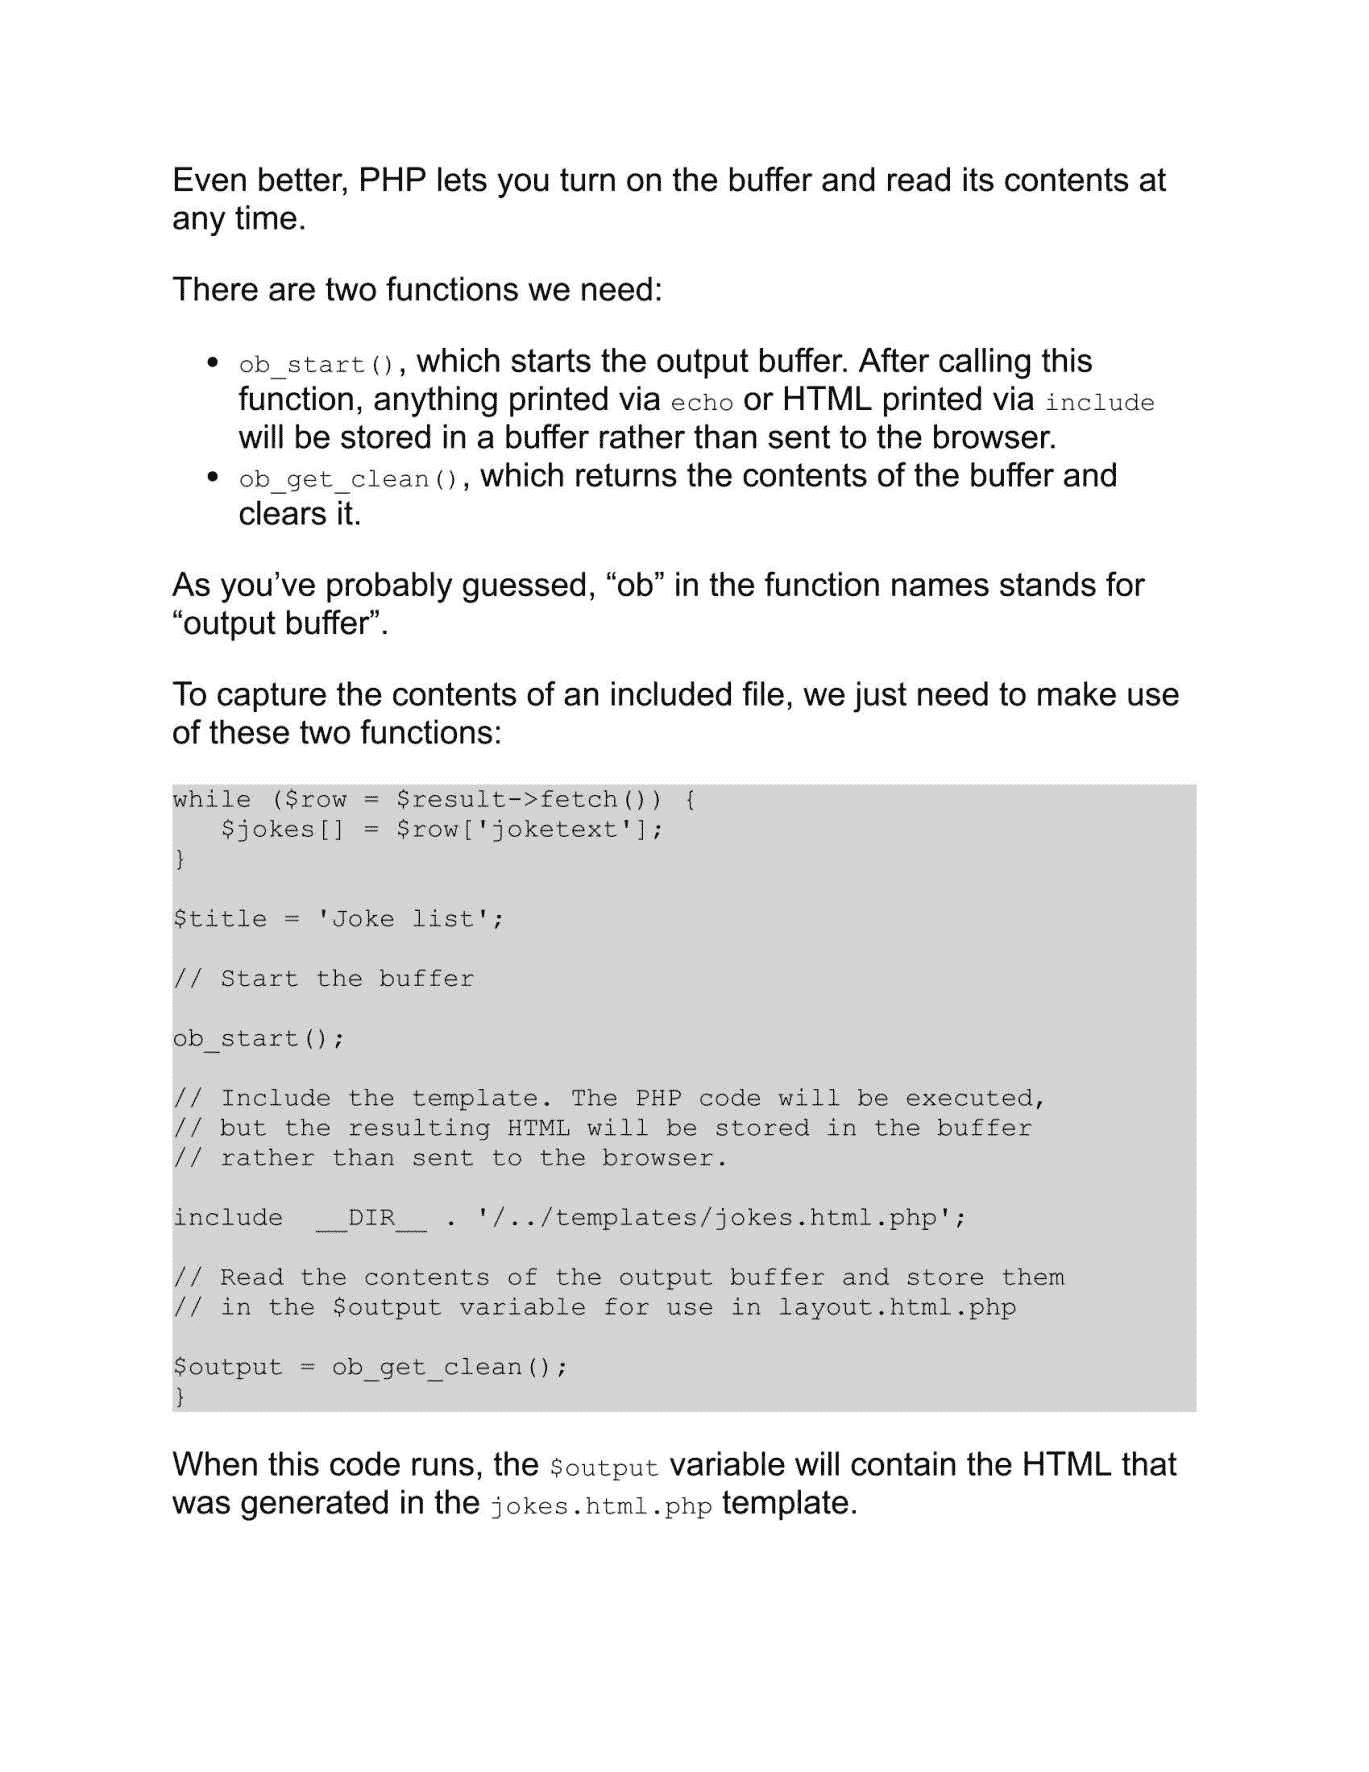 Even better, PHP lets you turn on the buffer and read its contents at
any time.
There are two functions we need:
• ob_start(), which starts the output buffer. After calling this
function, anything printed via echo or HTML printed via include
will be stored in a buffer rather than sent to the browser.
• ob_get_clean(), which returns the contents of the buffer and
clears it.
As you’ve probably guessed, “ob” in the function names stands for
“output buffer”.
To capture the contents of an included file, we just need to make use
of these two functions:
while ($row = $result->fetch()) {
   $jokes[] = $row['joketext'];
}
$title = 'Joke list';
// Start the buffer
ob_start();
// Include the template. The PHP code will be executed,
// but the resulting HTML will be stored in the buffer
// rather than sent to the browser.
include  __DIR__ . '/../templates/jokes.html.php';
// Read the contents of the output buffer and store them
// in the $output variable for use in layout.html.php
$output = ob_get_clean();
}
When this code runs, the $output variable will contain the HTML that
was generated in the jokes.html.php template.